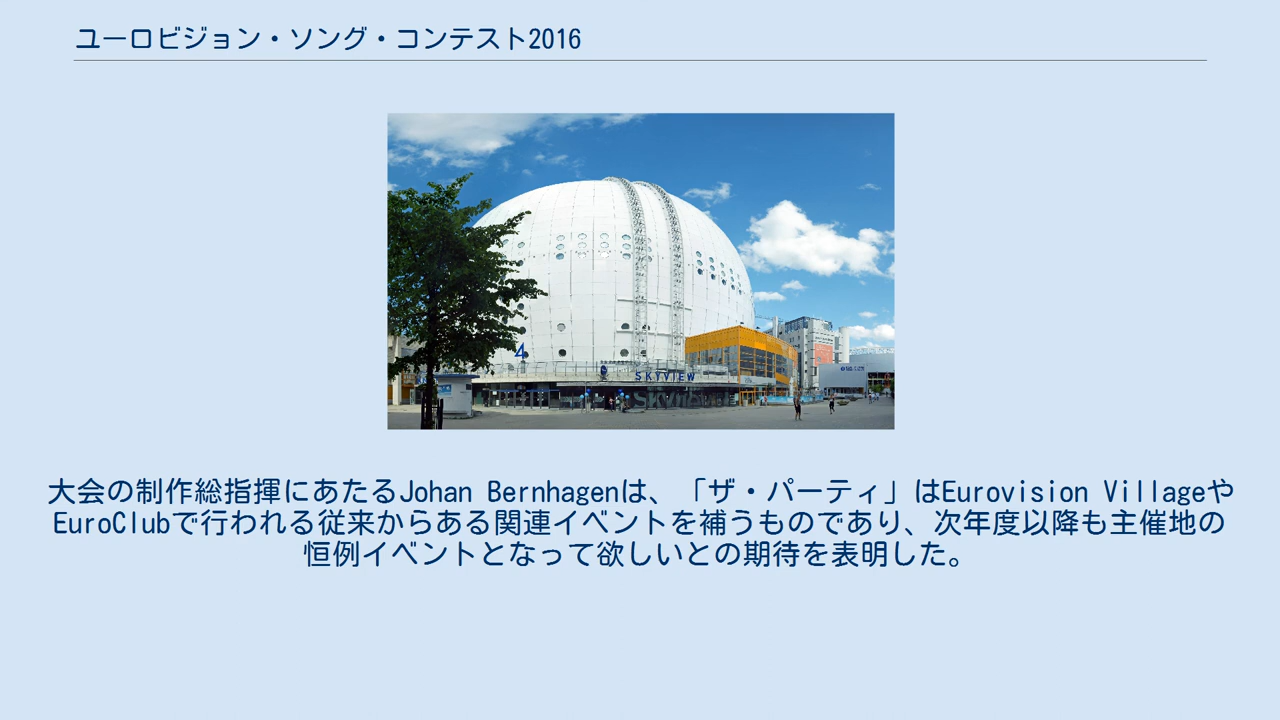 ユーロビジョン・ソング・コンテスト2016
4
SKYVIEW
大会の制作総指揮にあたるJohan Bernhagenは、「ザ・パーティ」はEurovision Villageや
EuroClubで行われる従来からある関連イベントを補うものであり、次年度以降も主催地の
恒例イベントとなって欲しいとの期待を表明した。